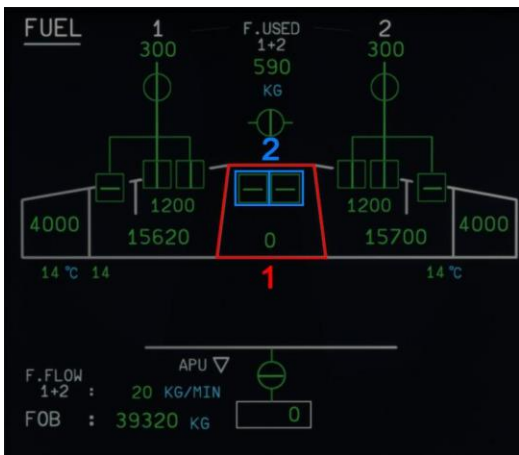 FUEL 1 F.USED 2
300 1+2 300
590
KG
2
1200 1200
4000 15620 0 15700 4000
14 °C 14 1 14 °C
APU
F.FLOW
1+2 : 20 KG/MIN
FOB : 39320 KG 0